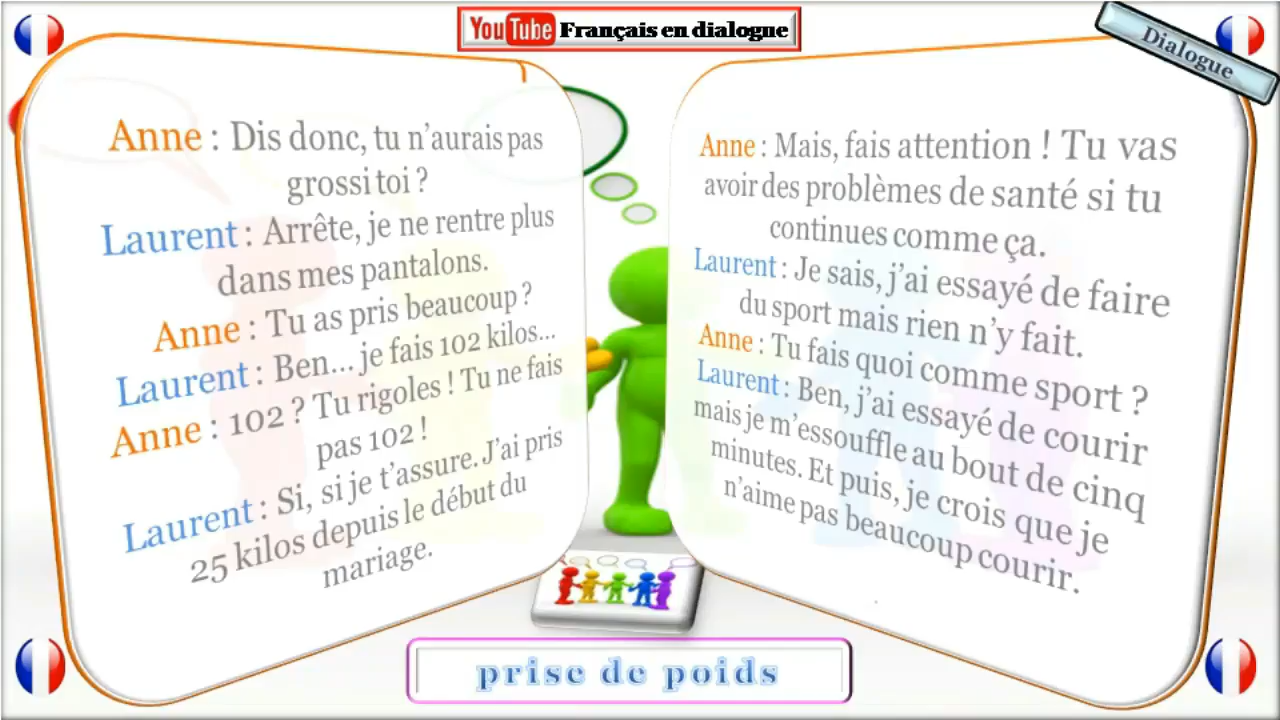 YouTube Français en dialogue
Dialogue
Anne : Dis donc, tu n'aurais pas
grossi toi ?
Laurent : Arrête, je ne rentre plus
dans mes pantalons.
Anne : Tu as pris beaucoup ?
Laurent : Ben... je fais 102 kilos...
Anne : 102 ? Tu rigoles ! Tu ne fais
pas 102 !
Laurent : Si, si je t'assure. J'ai pris
25 kilos depuis le début du
mariage.
Anne : Mais, fais attention ! Tu vas
avoir des problèmes de santé si tu
continues comme ça.
Laurent : Je sais, j'ai essayé de faire
du sport mais rien n'y fait.
Anne : Tu fais quoi comme sport ?
Laurent : Ben, j'ai essayé de courir
mais je m'essouffle au bout de cinq
minutes. Et puis, je crois que je
n'aime pas beaucoup courir.
prise de poids